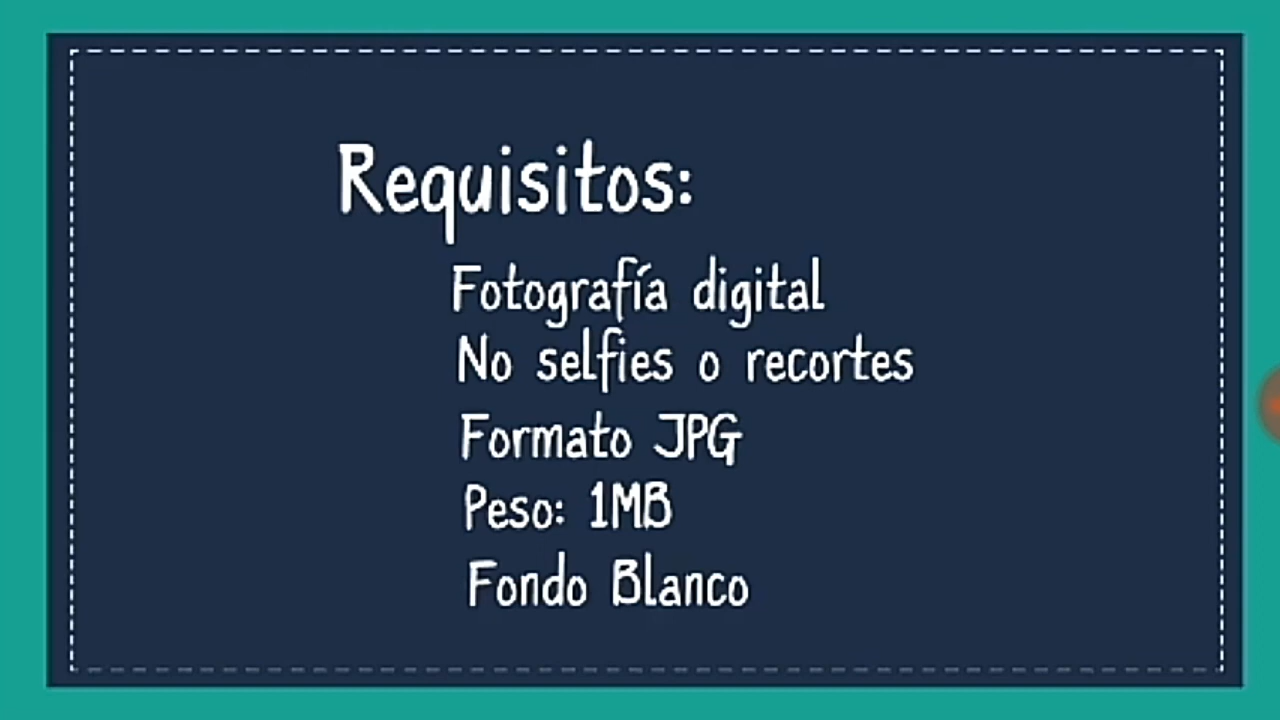 Requisitos:
Fotografía digital
No selfies o recortes
Formato JPG
Peso: 1MB
Fondo Blanco